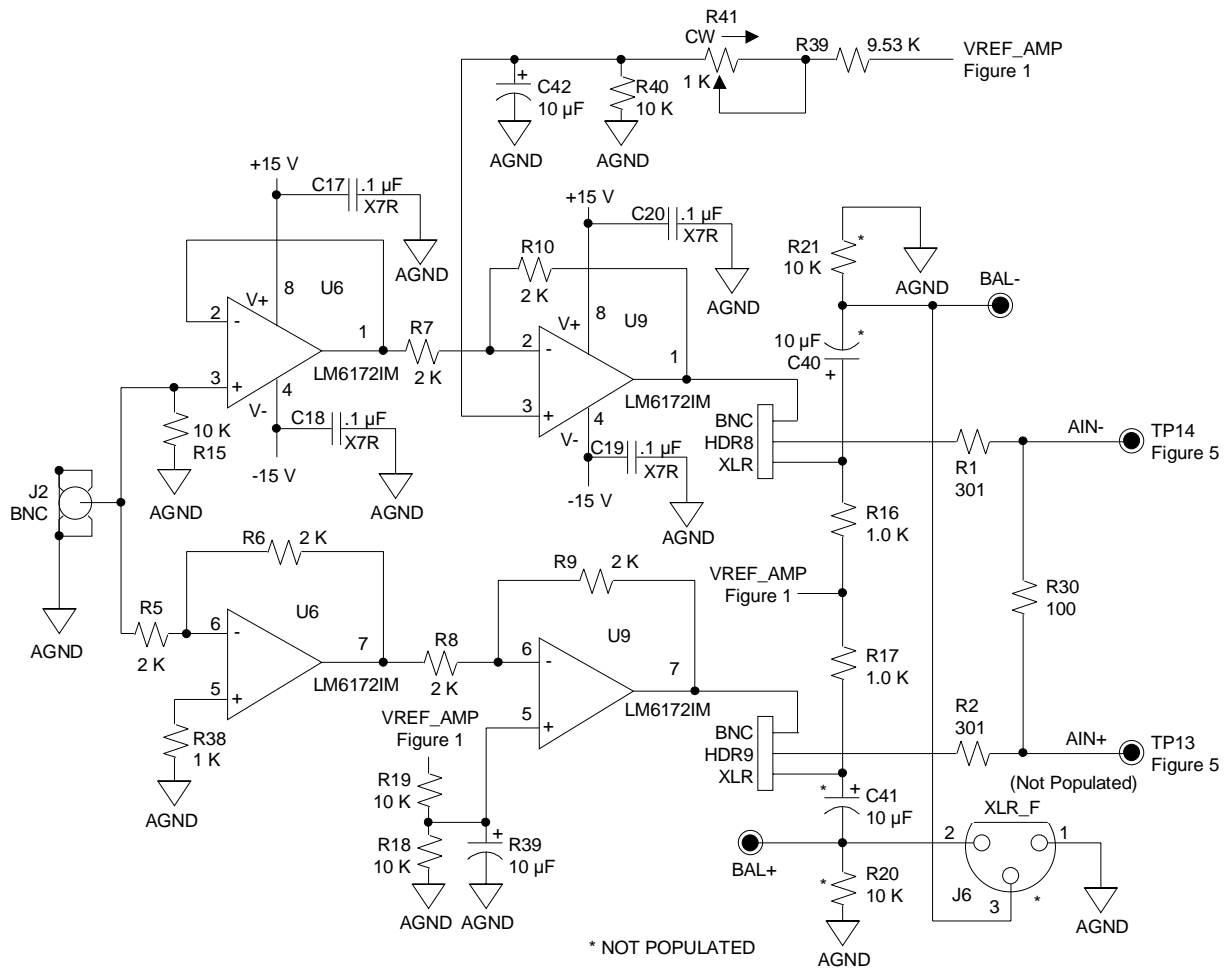 R41
CW
R39
9.53 K
VREF_AMP
Figure 1
1 K
+
C42
10 µF
R40
10 K
AGND
AGND
+15 V
C17
.1 µF
X7R
AGND
+15 V
C20
.1 µF
X7R
AGND
R21
10 K
*
AGND
BAL-
R10
2 K
U6
8
V+
2
-
1
3
+
4
V-
LM6172IM
R7
2 K
U9
8
V+
2
-
1
3
+
4
V-
LM6172IM
10 µF
C40
*
+
10 K
R15
AGND
C18
.1 µF
X7R
-15 V
AGND
C19
.1 µF
X7R
-15 V
AGND
BNC
HDR8
XLR
R1
301
AIN-
TP14
Figure 5
J2
BNC
AGND
R16
1.0 K
R6
2 K
R9
2 K
VREF_AMP
Figure 1
R30
100
R5
2 K
U6
6
-
7
5
+
LM6172IM
R8
2 K
U9
6
-
7
5
+
LM6172IM
R17
1.0 K
R38
1 K
AGND
VREF_AMP
Figure 1
BNC
HDR9
XLR
R2
301
AIN+
TP13
Figure 5
(Not Populated)
R19
10 K
R18
10 K
+
R39
10 µF
AGND
AGND
*
+
C41
10 µF
XLR_F
2
1
3
J6
*
AGND
BAL+
*
R20
10 K
AGND
* NOT POPULATED